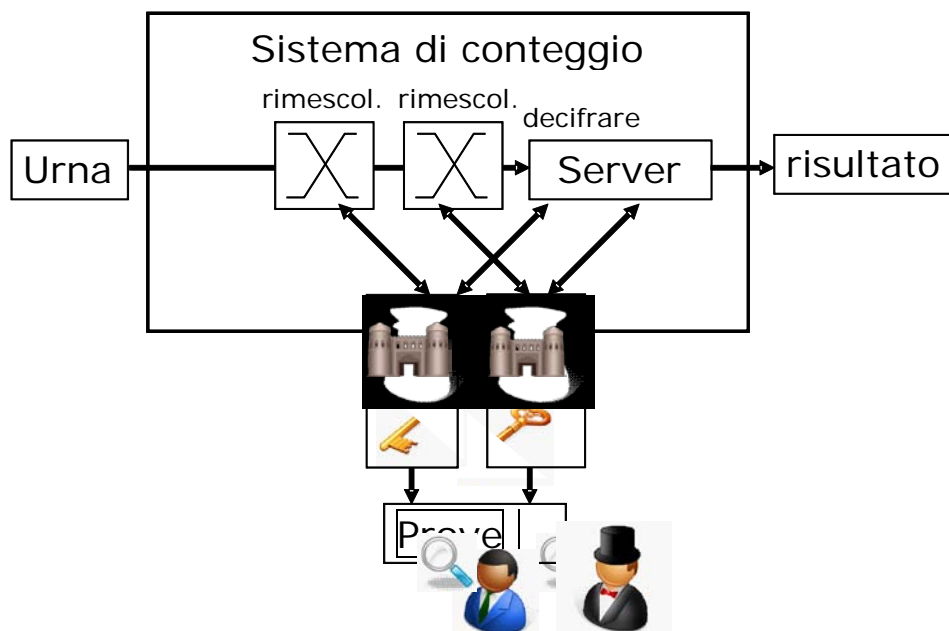 Sistema di conteggio
rimescol. rimescol.
decifrare
Urna
Server
risultato
Prove